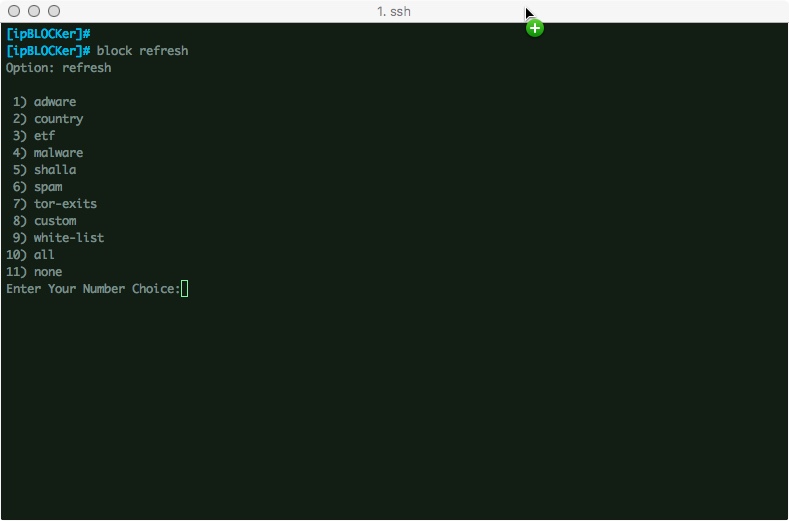 1. ssh
[ipBLOCKer]#
[ipBLOCKer]# block refresh
Option: refresh
1) adware
2) country
3) etf
4) malware
5) shalla
6) spam
7) tor-exits
8) custom
9) white-list
10) all
11) none
Enter Your Number Choice: